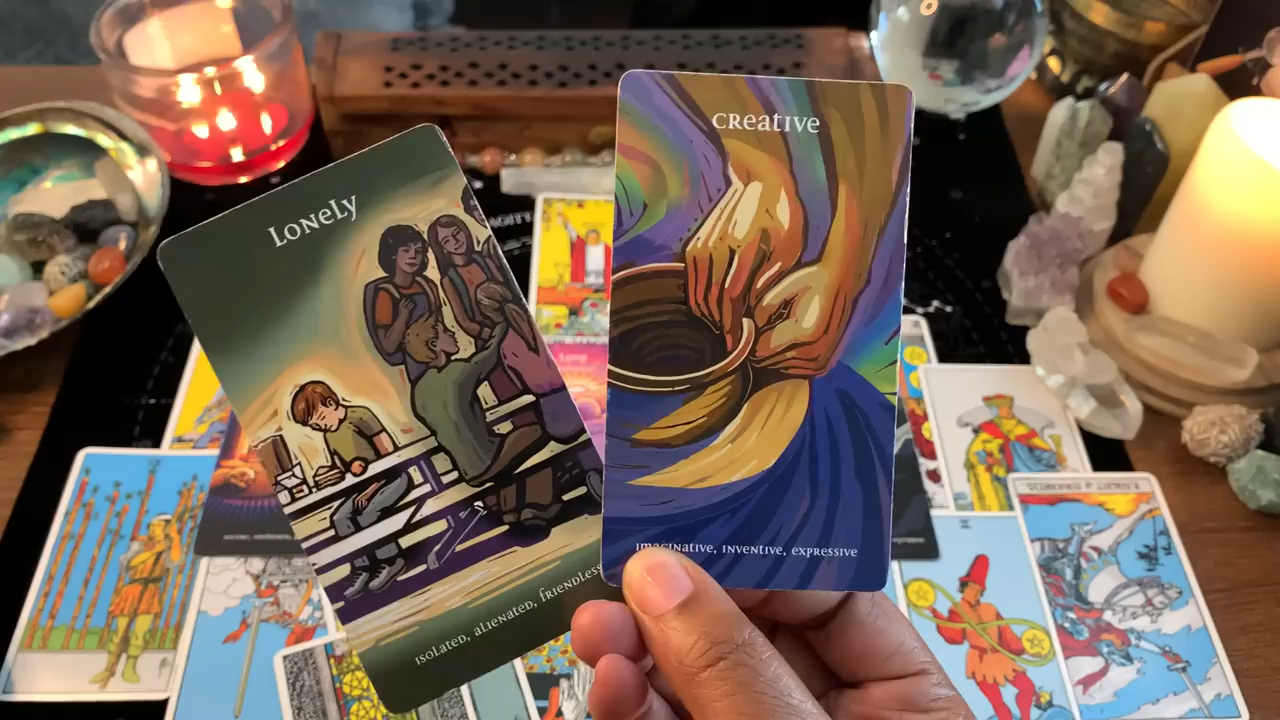 LONELY
ISOLATED, ALIENATED, FRIENDLESS
CREATIVE
IMAGINATIVE, INVENTIVE, EXPRESSIVE